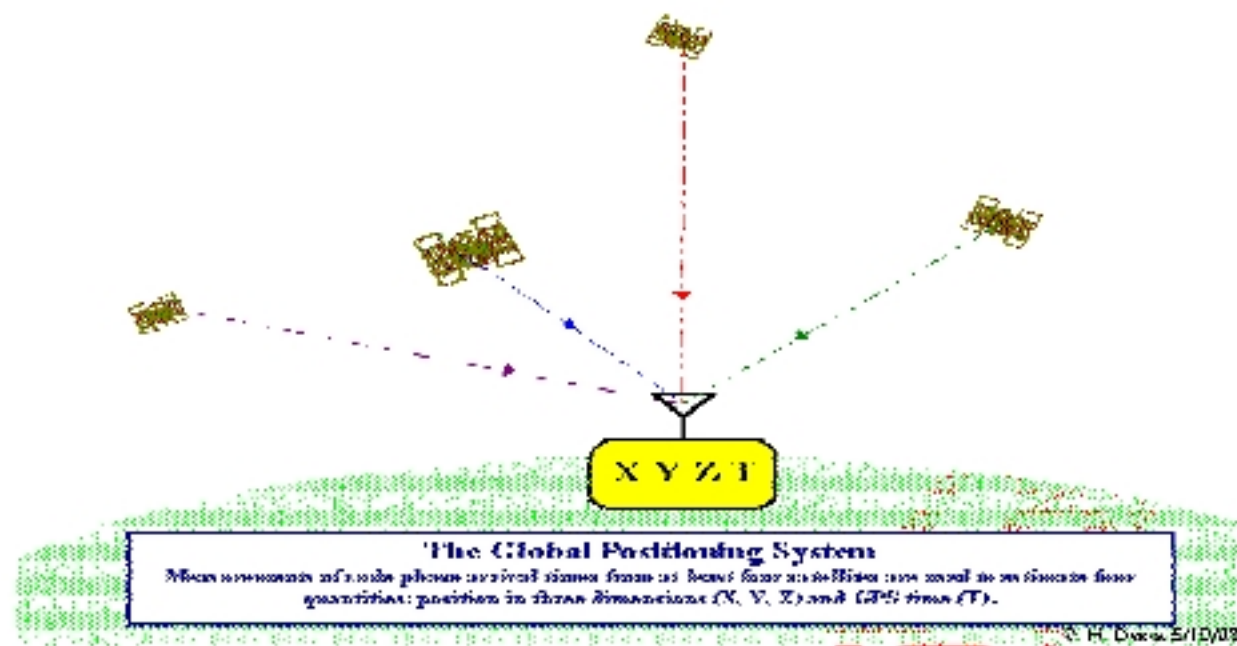 X Y Z T
The Global Positioning System
Measurements of code-phase arrival times from at least four satellites are used to estimate four
quantities: position in three dimensions (X, Y, Z) and GPS time (T).
H. Dana 5/10/98